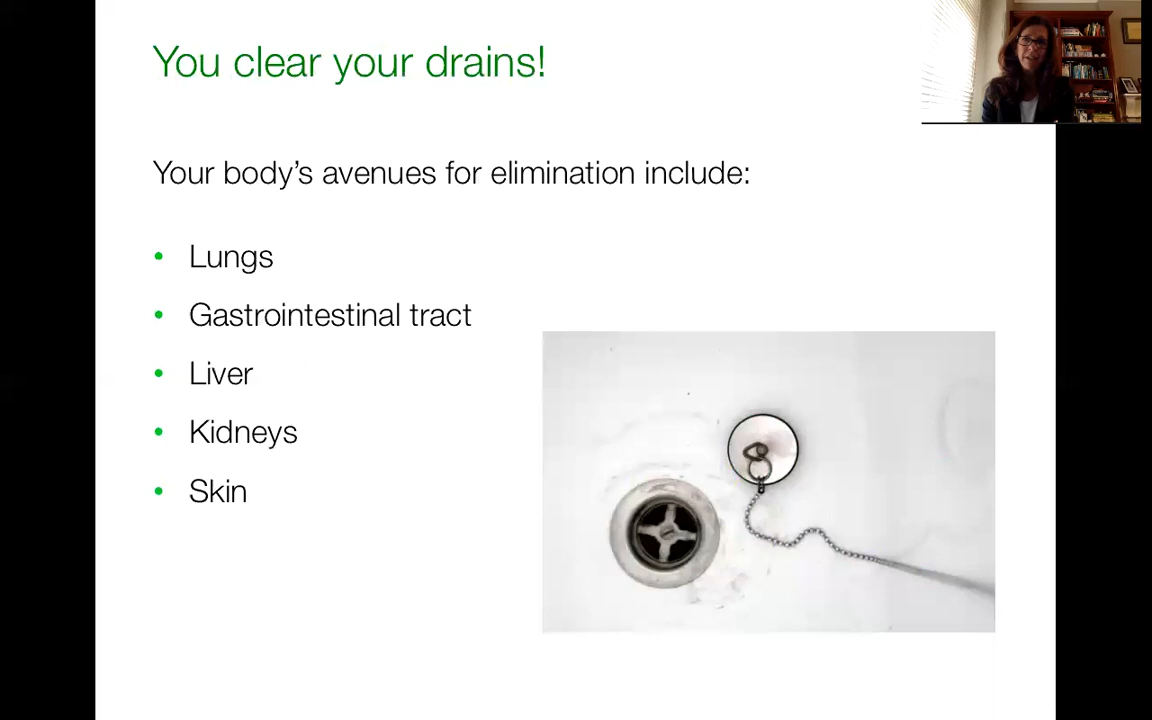 You clear your drains!
Your body’s avenues for elimination include:
• Lungs
• Gastrointestinal tract
• Liver
• Kidneys
• Skin